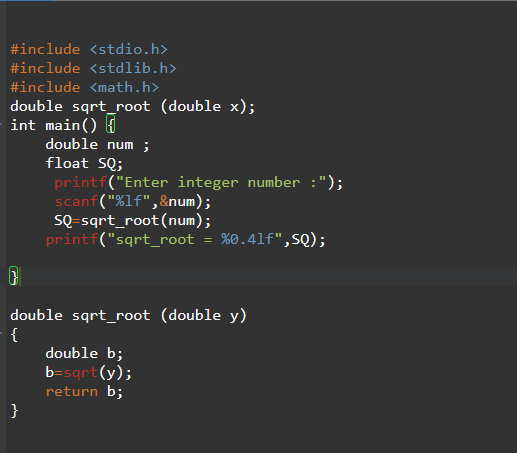 #include <stdio.h>
#include <stdlib.h>
#include <math.h>
double sqrt_root (double x);
int main() {
    double num ;
    float SQ;
     printf("Enter integer number :");
     scanf("%lf",&num);
     SQ=sqrt_root(num);
    printf("sqrt_root = %0.4lf",SQ);
}
double sqrt_root (double y)
{
    double b;
    b=sqrt(y);
    return b;
}